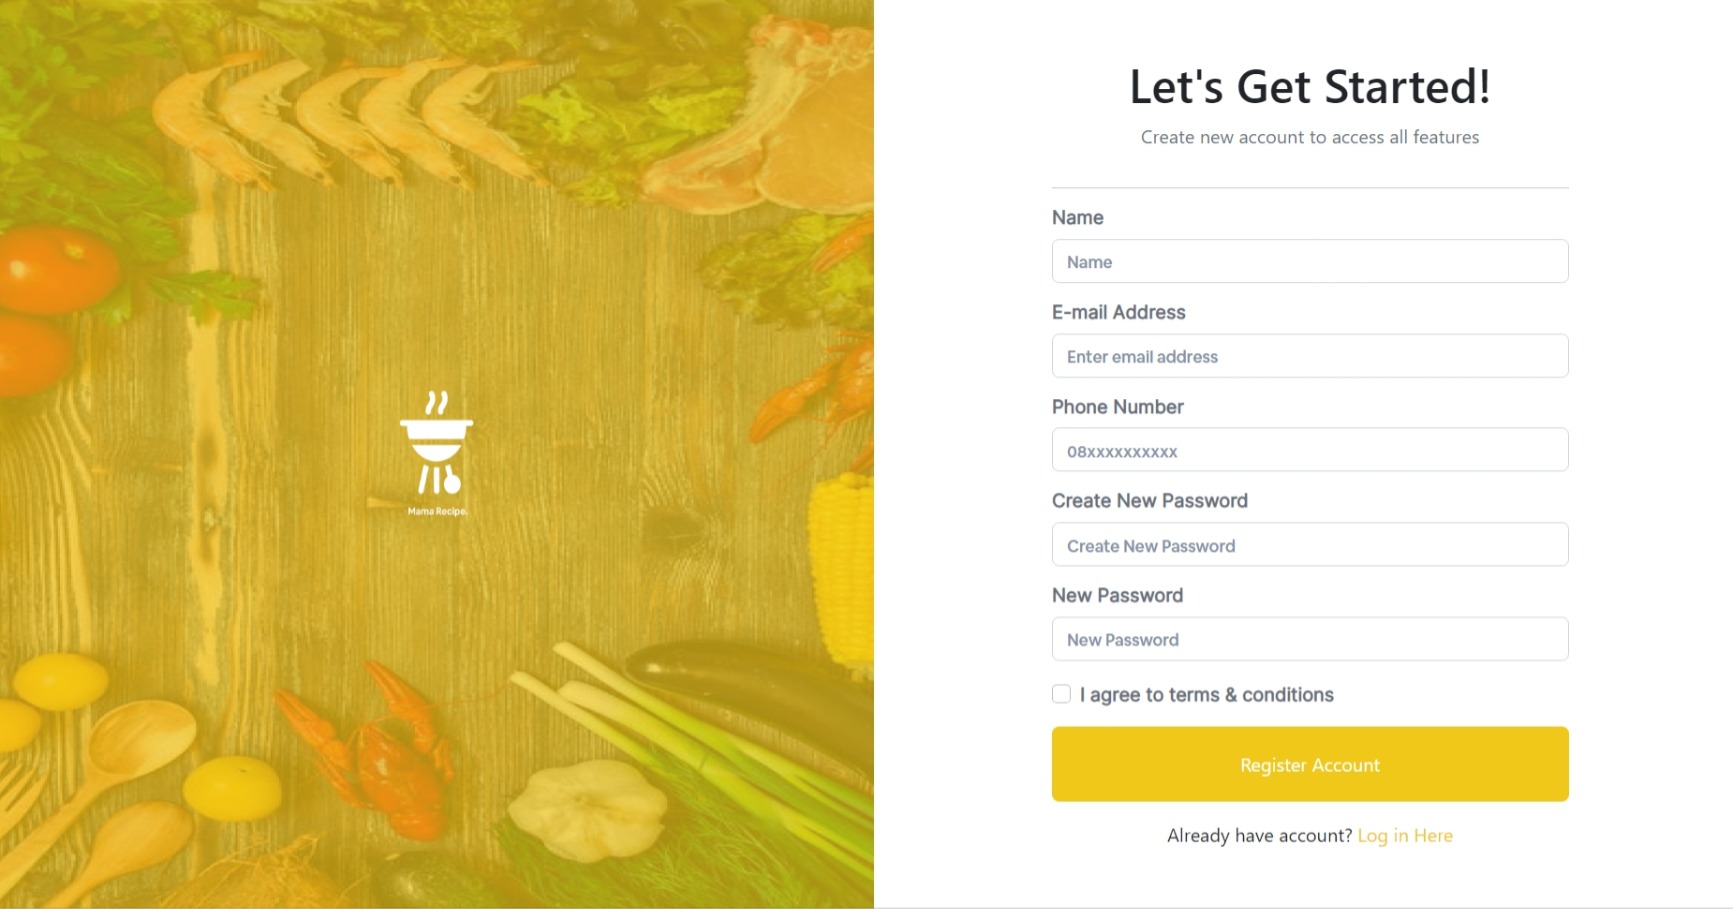 Mama Recipe.
Let's Get Started!
Create new account to access all features
Name
Name
E-mail Address
Enter email address
Phone Number
08xxxxxxxxxx
Create New Password
Create New Password
New Password
New Password
I agree to terms & conditions
Register Account
Already have account? Log in Here